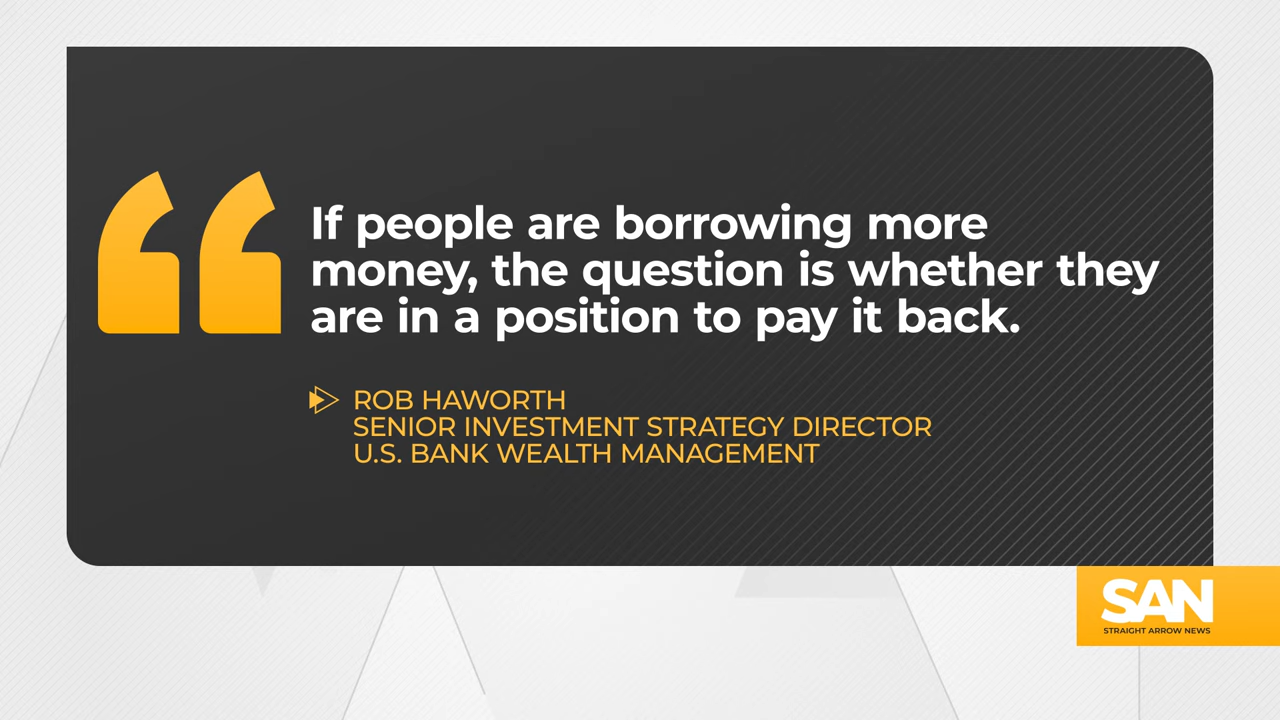 If people are borrowing more
money, the question is whether they
are in a position to pay it back.
ROB HAWORTH
SENIOR INVESTMENT STRATEGY DIRECTOR
U.S. BANK WEALTH MANAGEMENT
SAN
STRAIGHT ARROW NEWS